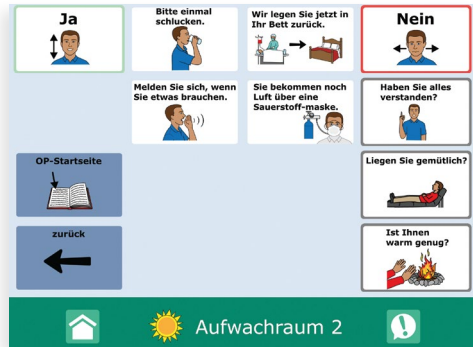 Ja
Bitte einmal
schlucken.
Wir legen Sie jetzt in
Ihr Bett zurück.
Nein
Melden Sie sich, wenn
Sie etwas brauchen.
Sie bekommen noch
Luft über eine
Sauerstoff-maske.
Haben Sie alles
verstanden?
OP-Startseite
Liegen Sie gemütlich?
zurück
Ist Ihnen
warm genug?
Aufwachraum 2